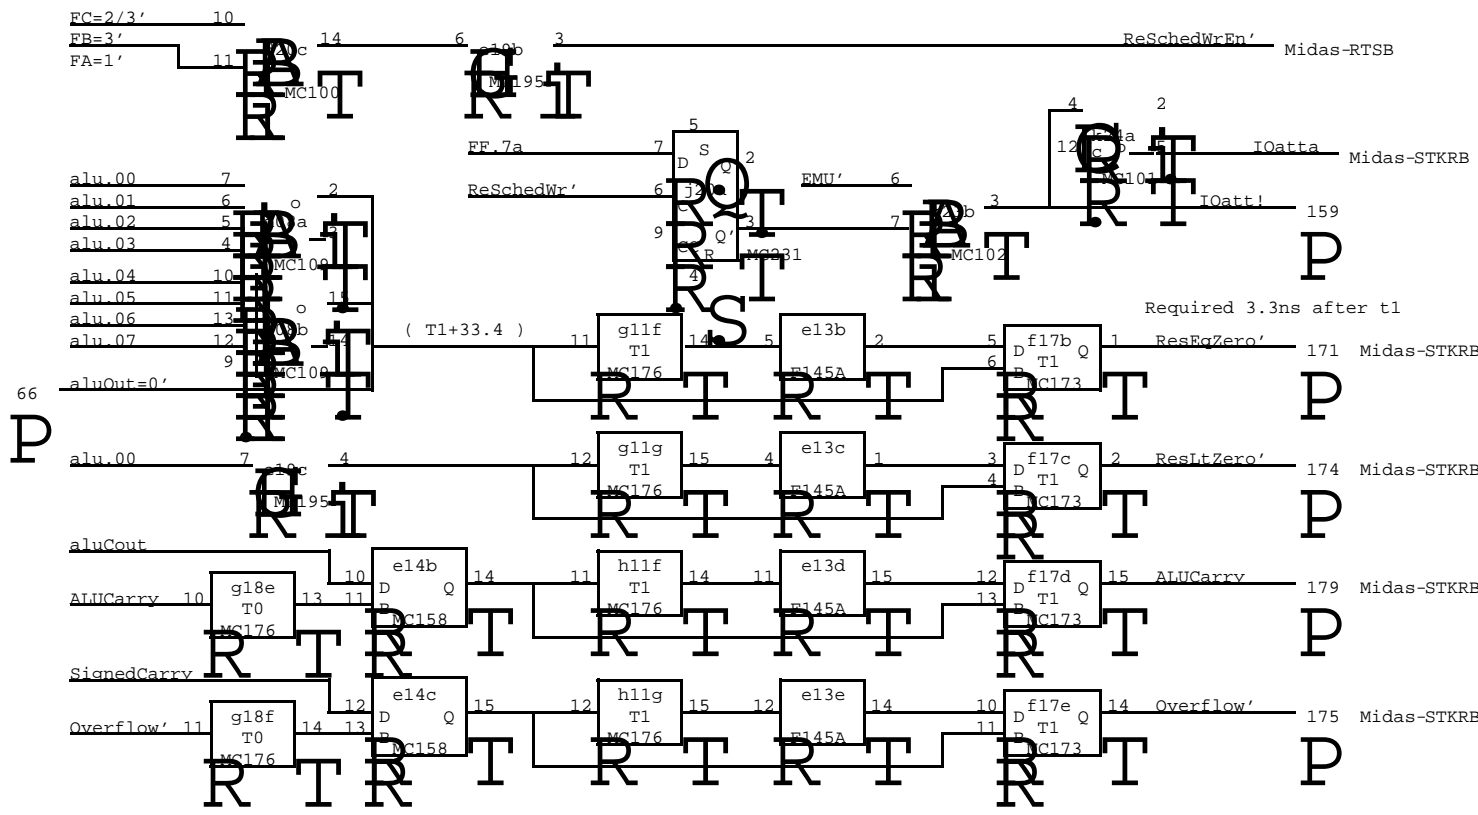 FC=2/3' 10
FB=3' 14 6 3 ReSchedWrEn' Midas-RTSB
FA=1' 11
MC100
4 2
5
FF.7a 7 S 12 IOatta Midas-STKRB
D Q 2
alu.00 7 2 ReSchedWr' 6 EMU' 6
alu.01 6 3 IOatt! 159
alu.02 5 9 Q' 3 7
alu.03 4 R MC231 MC102 P
MC109
alu.04 10 4
alu.05 11 15
alu.06 13 Required 3.3ns after t1
alu.07 12 14 ( T1+33.4 ) 11 g11f 14 5 e13b 2 5 f17b 1 ResEqZero' 171 Midas-STKRB
9 T1 6 D T1 Q
MC109 MC176 F145A B MC173
66 aluOut=0' R T R T R T P
P
alu.00 7 4 12 g11g 15 4 e13c 1 3 f17c 2 ResLtZero' 174 Midas-STKRB
T1 4 D T1 Q
MC176 F145A B MC173
R T R T R T P
aluCout
10 e14b 14 11 h11f 14 11 e13d 15 12 f17d 15 ALUCarry 179 Midas-STKRB
D Q T1 D T1 Q
ALUCarry 10 g18e 13 11 B MC158 MC176 F145A 13 B MC173
T0
MC176
R T R T R T R T R T P
SignedCarry
12 e14c 15 12 h11g 15 12 e13e 14 10 f17e 14 Overflow' 175 Midas-STKRB
D Q T1 D T1 Q
Overflow' 11 g18f 14 13 B MC158 MC176 F145A 11 B MC173
T0
MC176
R T R T R T R T R T P